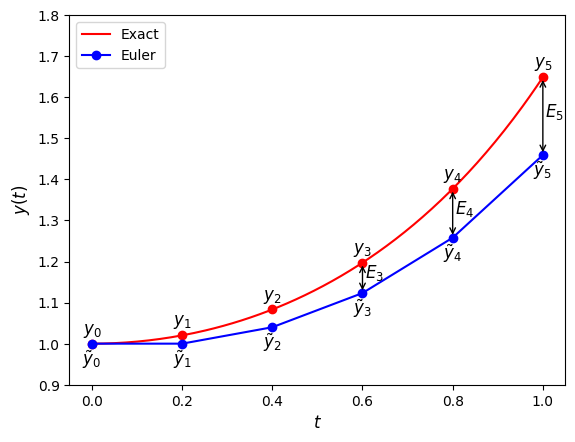 Exact
Euler
1.8
1.7
1.6
1.5
1.4
1.3
1.2
1.1
1.0
0.9
y(t)
y₅
E₅
ỹ₅
y₄
E₄
ỹ₄
y₃
E₃
ỹ₃
y₂
ỹ₂
y₁
ỹ₁
y₀
ỹ₀
0.0 0.2 0.4 0.6 0.8 1.0
t